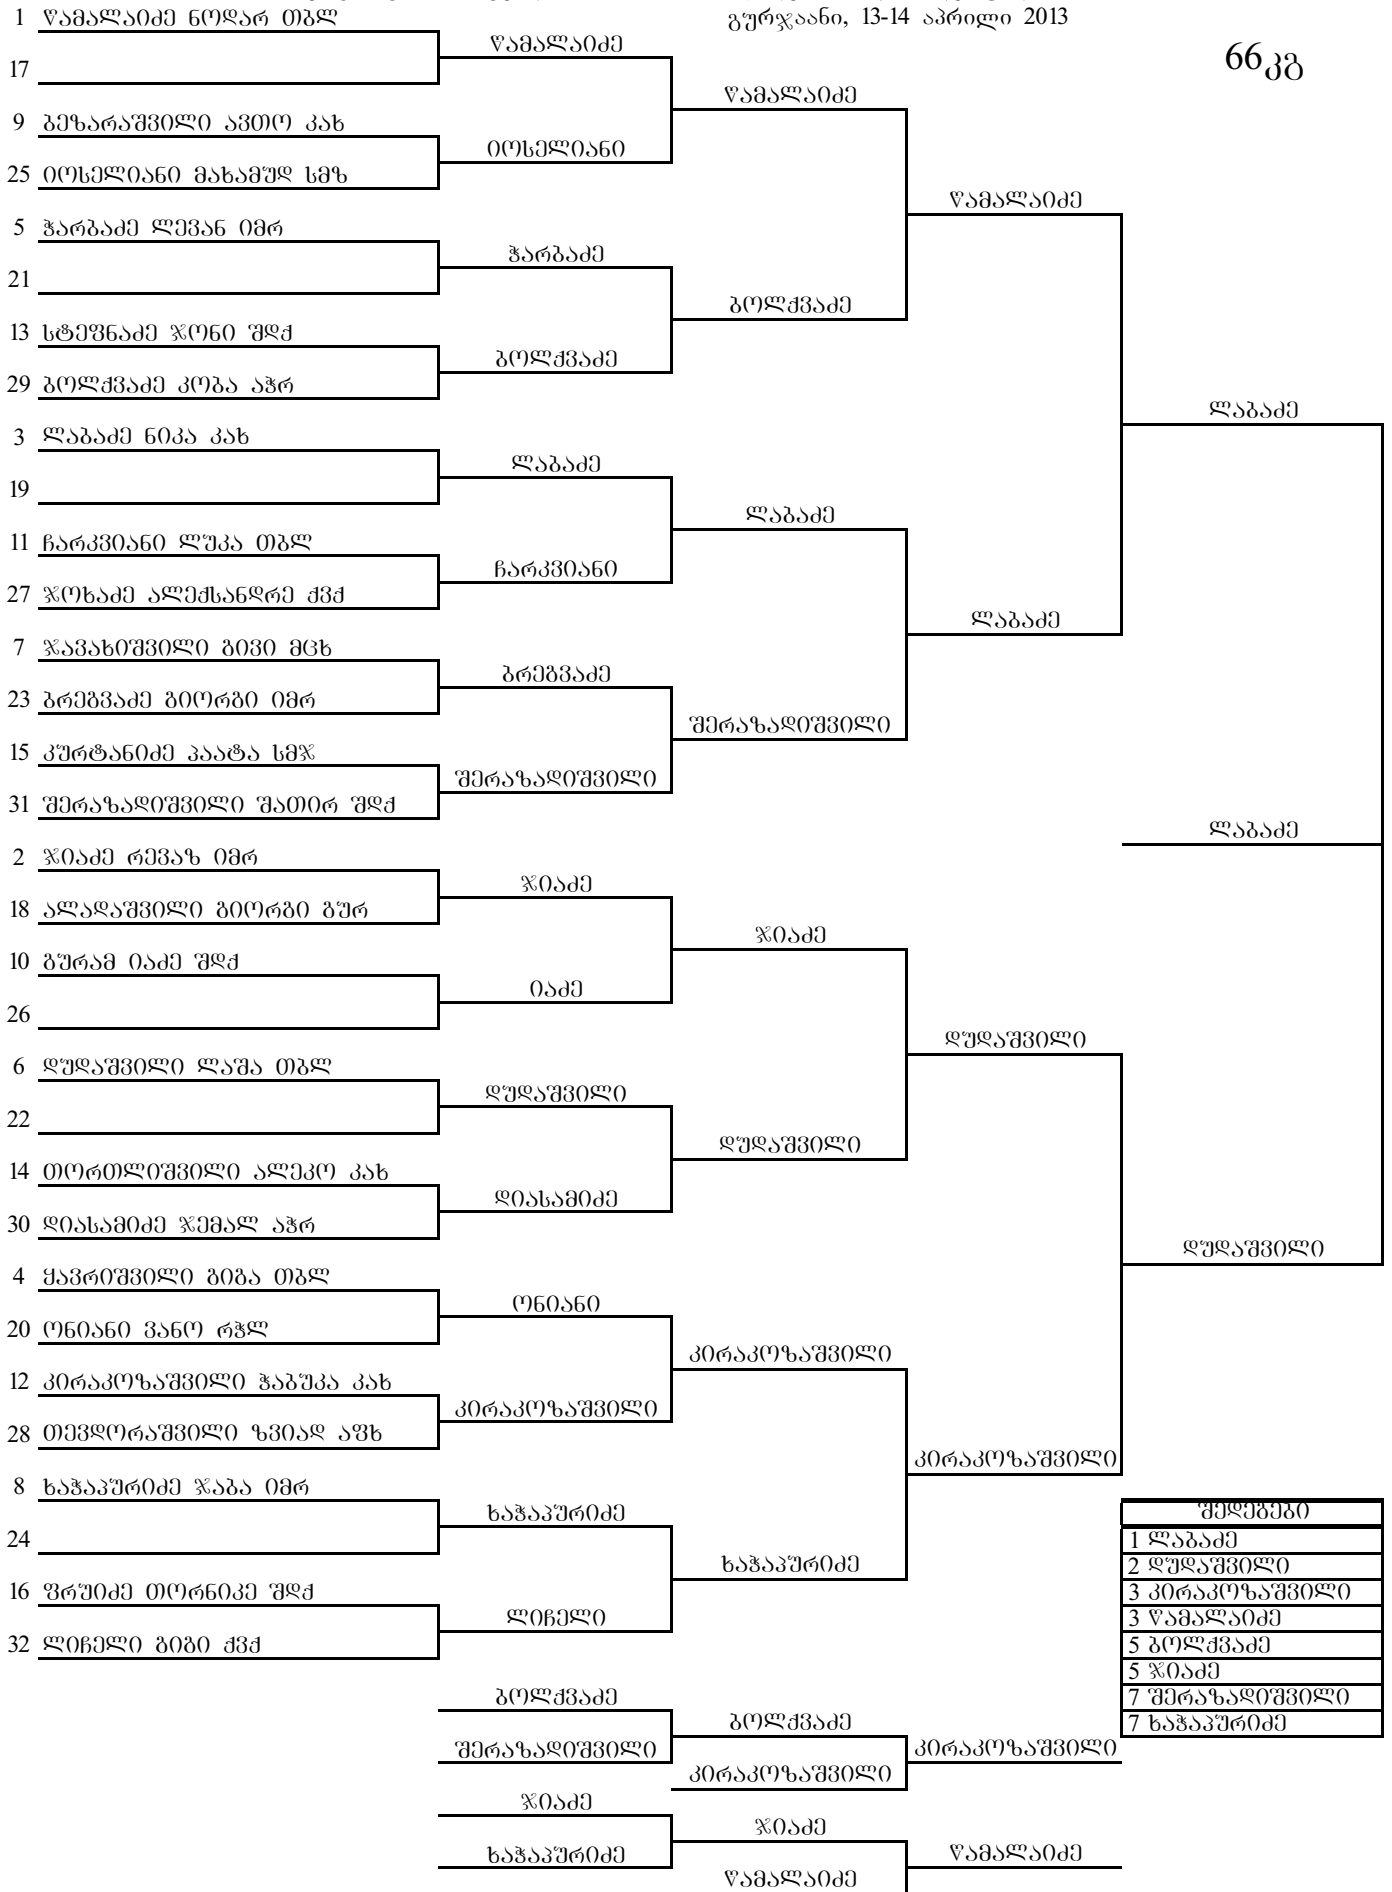 გურჯაანი, 13-14 აპრილი 2013
66კგ
1 წამალაიძე ნოდარ თბლ
17
9 ბეზარაშვილი ავთო კახ
25 იოსელიანი მახამუდ სმზ
5 ჭარბაძე ლევან იმრ
21
13 სტეფნაძე ჯონი შდქ
29 ბოლქვაძე კობა აჭრ
3 ლაბაძე ნიკა კახ
19
11 ჩარკვიანი ლუკა თბლ
27 ჯოხაძე ალექსანდრე ქვქ
7 ჯავახიშვილი გივი მცხ
23 ბრეგვაძე გიორგი იმრ
15 კურტანიძე პაატა სმჯ
31 შერაზადიშვილი შათირ შდქ
2 ჯიაძე რევაზ იმრ
18 ალადაშვილი გიორგი გურ
10 გურამ იაძე შდქ
26
6 დუდაშვილი ლაშა თბლ
22
14 თორთლიშვილი ალეკო კახ
30 დიასამიძე ჯემალ აჭრ
4 ყავრიშვილი გიგა თბლ
20 ონიანი ვანო რჭლ
12 კირაკოზაშვილი ჭაბუკა კახ
28 თევდორაშვილი ზვიად აფხ
8 ხაჭაპურიძე ჯაბა იმრ
24
16 ფრუიძე თორნიკე შდქ
32 ლიჩელი გიგი ქვქ
წამალაიძე
იოსელიანი
ჭარბაძე
ბოლქვაძე
ლაბაძე
ჩარკვიანი
ბრეგვაძე
შერაზადიშვილი
ჯიაძე
იაძე
დუდაშვილი
დიასამიძე
ონიანი
კირაკოზაშვილი
ხაჭაპურიძე
ლიჩელი
წამალაიძე
ბოლქვაძე
ლაბაძე
შერაზადიშვილი
ჯიაძე
დუდაშვილი
კირაკოზაშვილი
ხაჭაპურიძე
წამალაიძე
ლაბაძე
დუდაშვილი
კირაკოზაშვილი
ლაბაძე
დუდაშვილი
ლაბაძე
შედეგები
1 ლაბაძე
2 დუდაშვილი
3 კირაკოზაშვილი
3 წამალაიძე
5 ბოლქვაძე
5 ჯიაძე
7 შერაზადიშვილი
7 ხაჭაპურიძე
ბოლქვაძე
შერაზადიშვილი
ბოლქვაძე
კირაკოზაშვილი
კირაკოზაშვილი
ჯიაძე
ხაჭაპურიძე
ჯიაძე
წამალაიძე
წამალაიძე